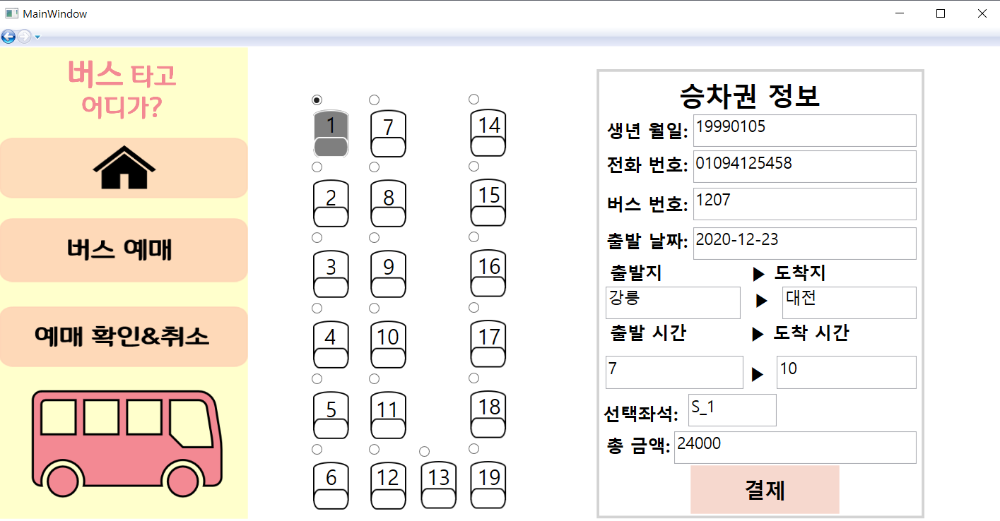 MainWindow
버스 타고
어디가?
버스 예매
예매 확인&취소
1 7 14
2 8 15
3 9 16
4 10 17
5 11 18
6 12 13 19
승차권 정보
생년 월일: 19990105
전화 번호: 01094125458
버스 번호: 1207
출발 날짜: 2020-12-23
출발지 ▶ 도착지
강릉 ▶ 대전
출발 시간 ▶ 도착 시간
7 ▶ 10
선택좌석: S_1
총 금액: 24000
결제